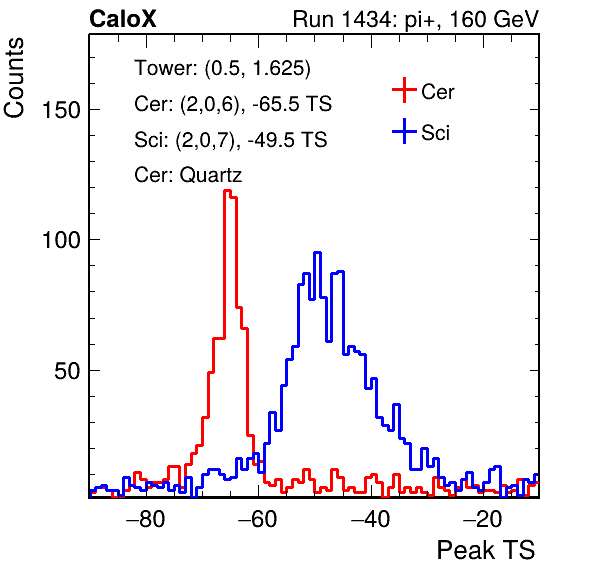 CaloX Run 1434: pi+, 160 GeV
Counts
Tower: (0.5, 1.625)
Cer: (2,0,6), -65.5 TS
Sci: (2,0,7), -49.5 TS
Cer: Quartz
Cer
Sci
150
100
50
−80 −60 −40 −20
Peak TS